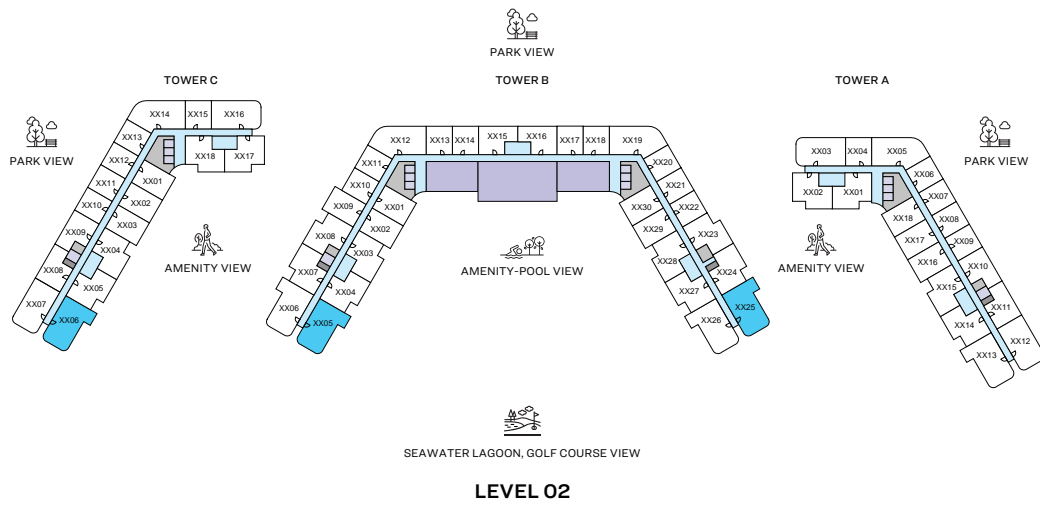 PARK VIEW
TOWER C
TOWER B
TOWER A
XX14
XX15
XX16
XX13
XX12
XX11
XX10
XX09
XX08
XX07
XX06
XX05
XX04
XX03
XX02
XX01
XX18
XX17
PARK VIEW
AMENITY VIEW
XX12
XX13
XX14
XX15
XX16
XX17
XX18
XX19
XX11
XX10
XX09
XX08
XX07
XX06
XX05
XX04
XX03
XX02
XX01
XX20
XX21
XX22
XX23
XX24
XX25
XX26
XX27
XX28
XX29
XX30
AMENITY-POOL VIEW
XX03
XX04
XX05
XX02
XX01
XX06
XX07
XX08
XX09
XX10
XX11
XX12
XX13
XX14
XX15
XX16
XX17
XX18
PARK VIEW
AMENITY VIEW
SEAWATER LAGOON, GOLF COURSE VIEW
LEVEL 02